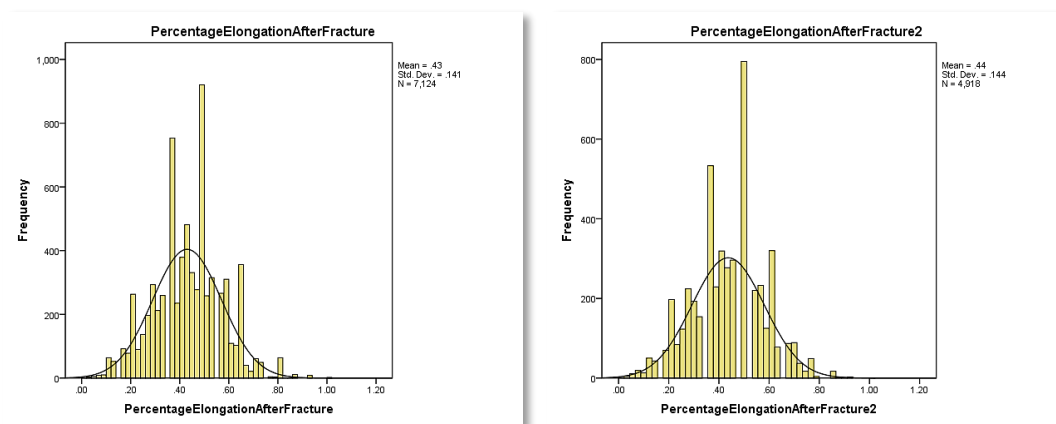 PercentageElongationAfterFracture
Mean = .43
Std. Dev. = .141
N = 7,124
1,000
800
600
400
200
0
Frequency
.00 .20 .40 .60 .80 1.00 1.20
PercentageElongationAfterFracture
PercentageElongationAfterFracture2
Mean = .44
Std. Dev. = .144
N = 4,918
800
600
400
200
0
Frequency
.00 .20 .40 .60 .80 1.00 1.20
PercentageElongationAfterFracture2